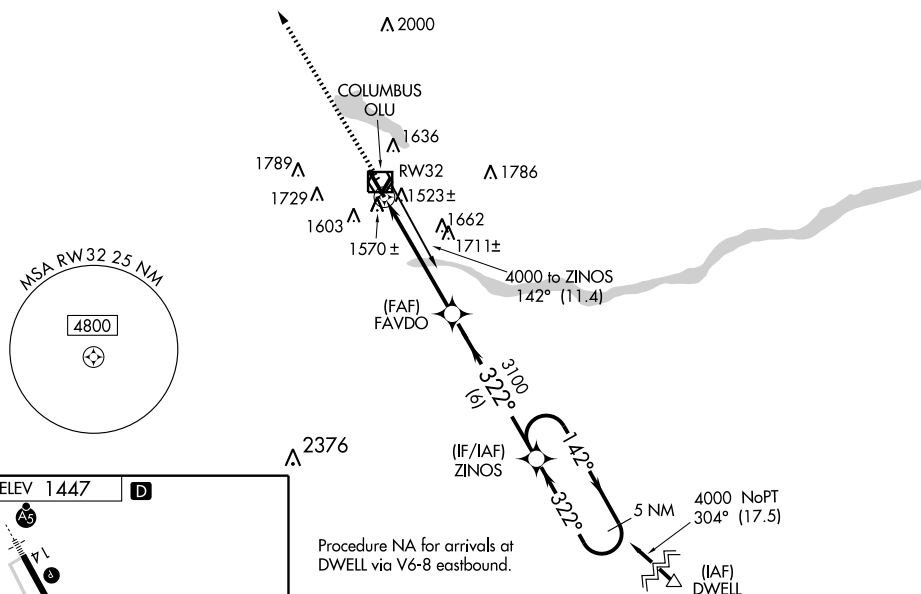 2000
COLUMBUS
OLU
1636
1789
RW32
1786
1729
1523±
1603
1662
1570 ±
1711±
MSA RW32 25 NM
4800
4000 to ZINOS
142° (11.4)
(FAF)
FAVDO
3100
322°
(6)
2376
(IF/IAF)
ZINOS
142°
322°
5 NM
4000 NoPT
304° (17.5)
ELEV 1447
D
A5
14
P
Procedure NA for arrivals at
DWELL via V6-8 eastbound.
(IAF)
DWELL